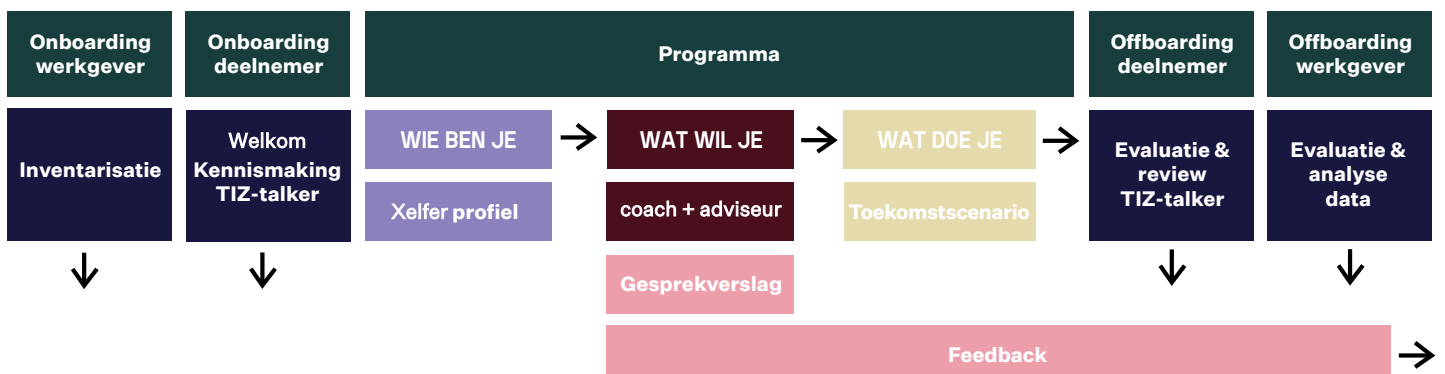 Onboarding
werkgever
Onboarding
deelnemer
Programma
Offboarding
deelnemer
Offboarding
werkgever
Inventarisatie
Welkom
Kennismaking
TIZ-talker
WIE BEN JE
Xelfer profiel
WAT WIL JE
coach + adviseur
Gesprekverslag
WAT DOE JE
Toekomstscenario
Evaluatie &
review
TIZ-talker
Evaluatie &
analyse
data
Feedback